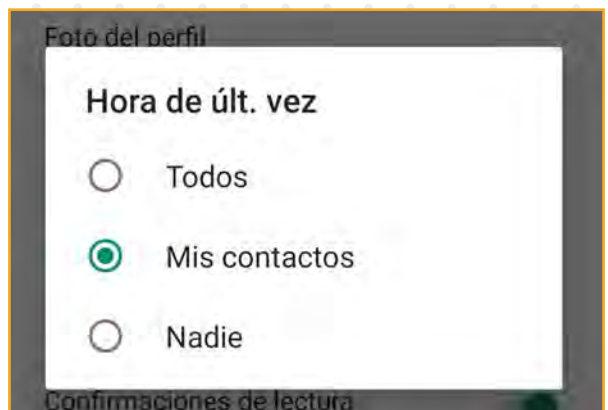 Foto del perfil
Hora de últ. vez
Todos
Mis contactos
Nadie
Confirmaciones de lectura